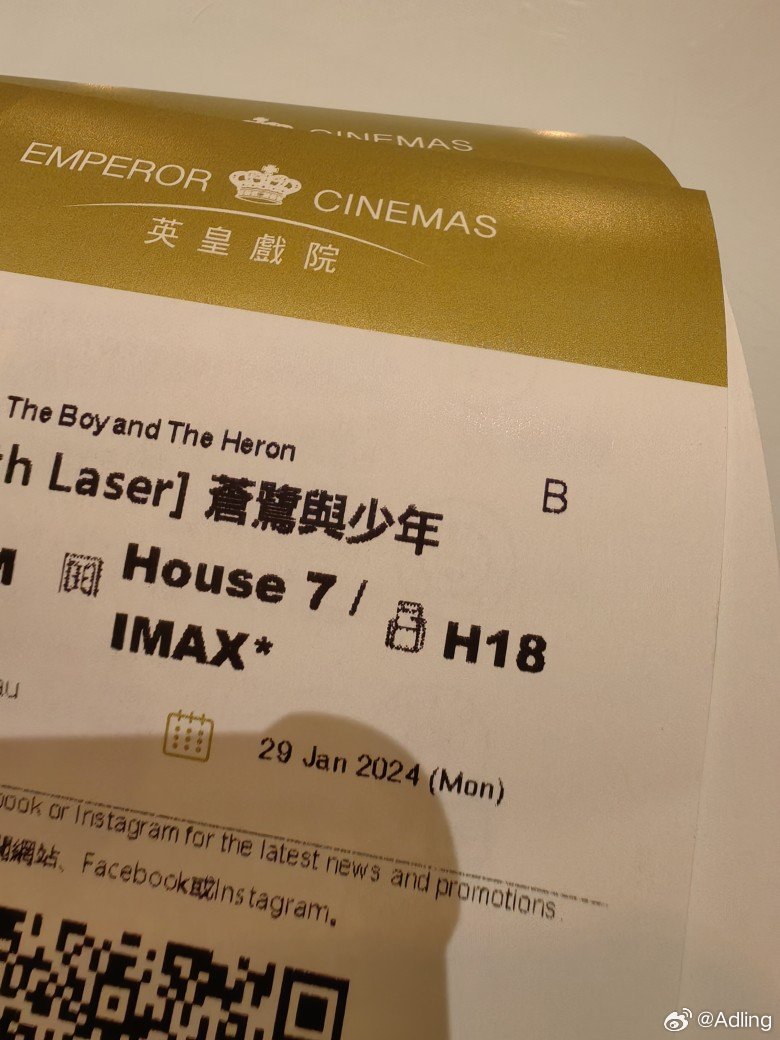 CINEMAS
EMPEROR CINEMAS
英皇戲院
The Boy and The Heron
th Laser] 蒼鷺與少年
B
M House 7 / H18
IMAX*
au
29 Jan 2024 (Mon)
book or Instagram for the latest news and promotions.
網站、Facebook或Instagram。
@Adling